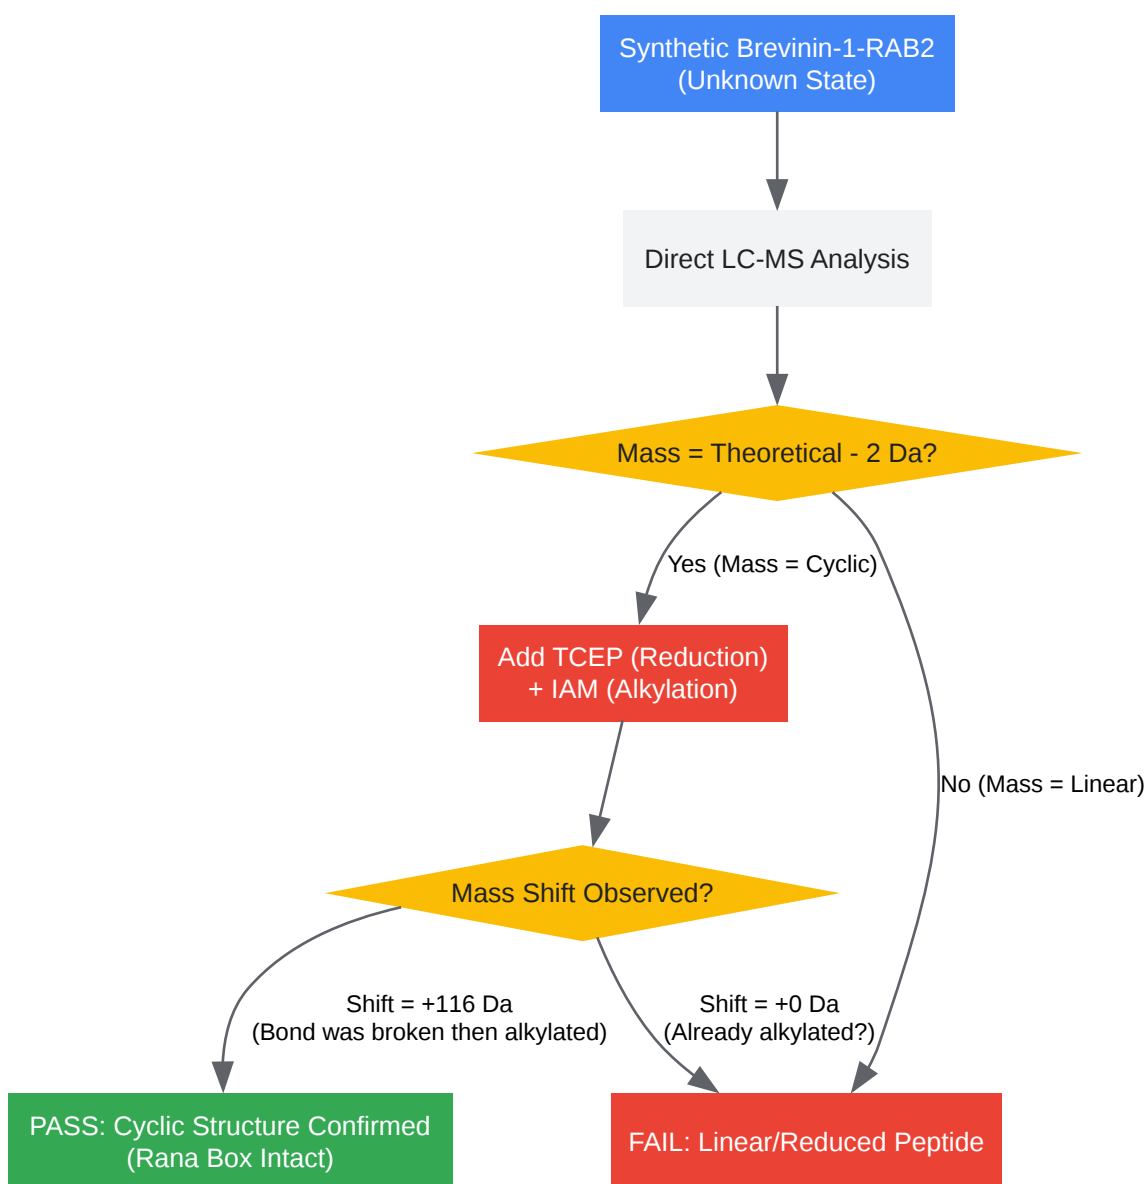 Synthetic Brevinin-1-RAB2
(Unknown State)
Direct LC-MS Analysis
Mass = Theoretical - 2 Da?
Yes (Mass = Cyclic)
Add TCEP (Reduction)
+ IAM (Alkylation)
No (Mass = Linear)
Mass Shift Observed?
Shift = +116 Da
(Bond was broken then alkylated)
Shift = +0 Da
(Already alkylated?)
PASS: Cyclic Structure Confirmed
(Rana Box Intact)
FAIL: Linear/Reduced Peptide